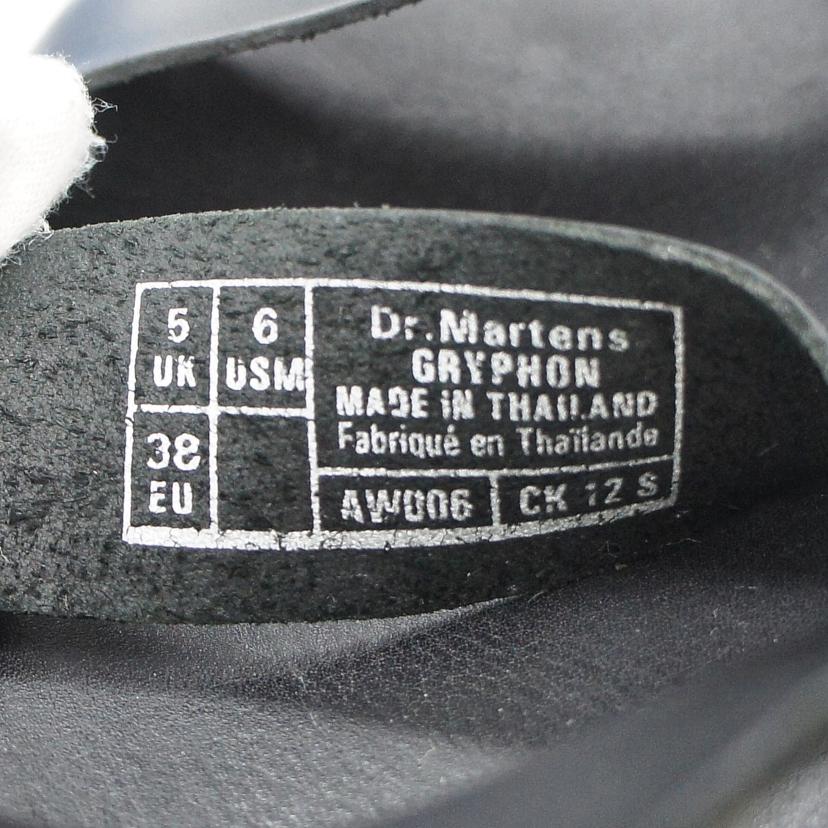 5
UK
6
USM
38
EU
Dr.Martens
GRYPHON
MADE IN THAILAND
Fabriqué en Thaïlande
AW006
CK 12 S